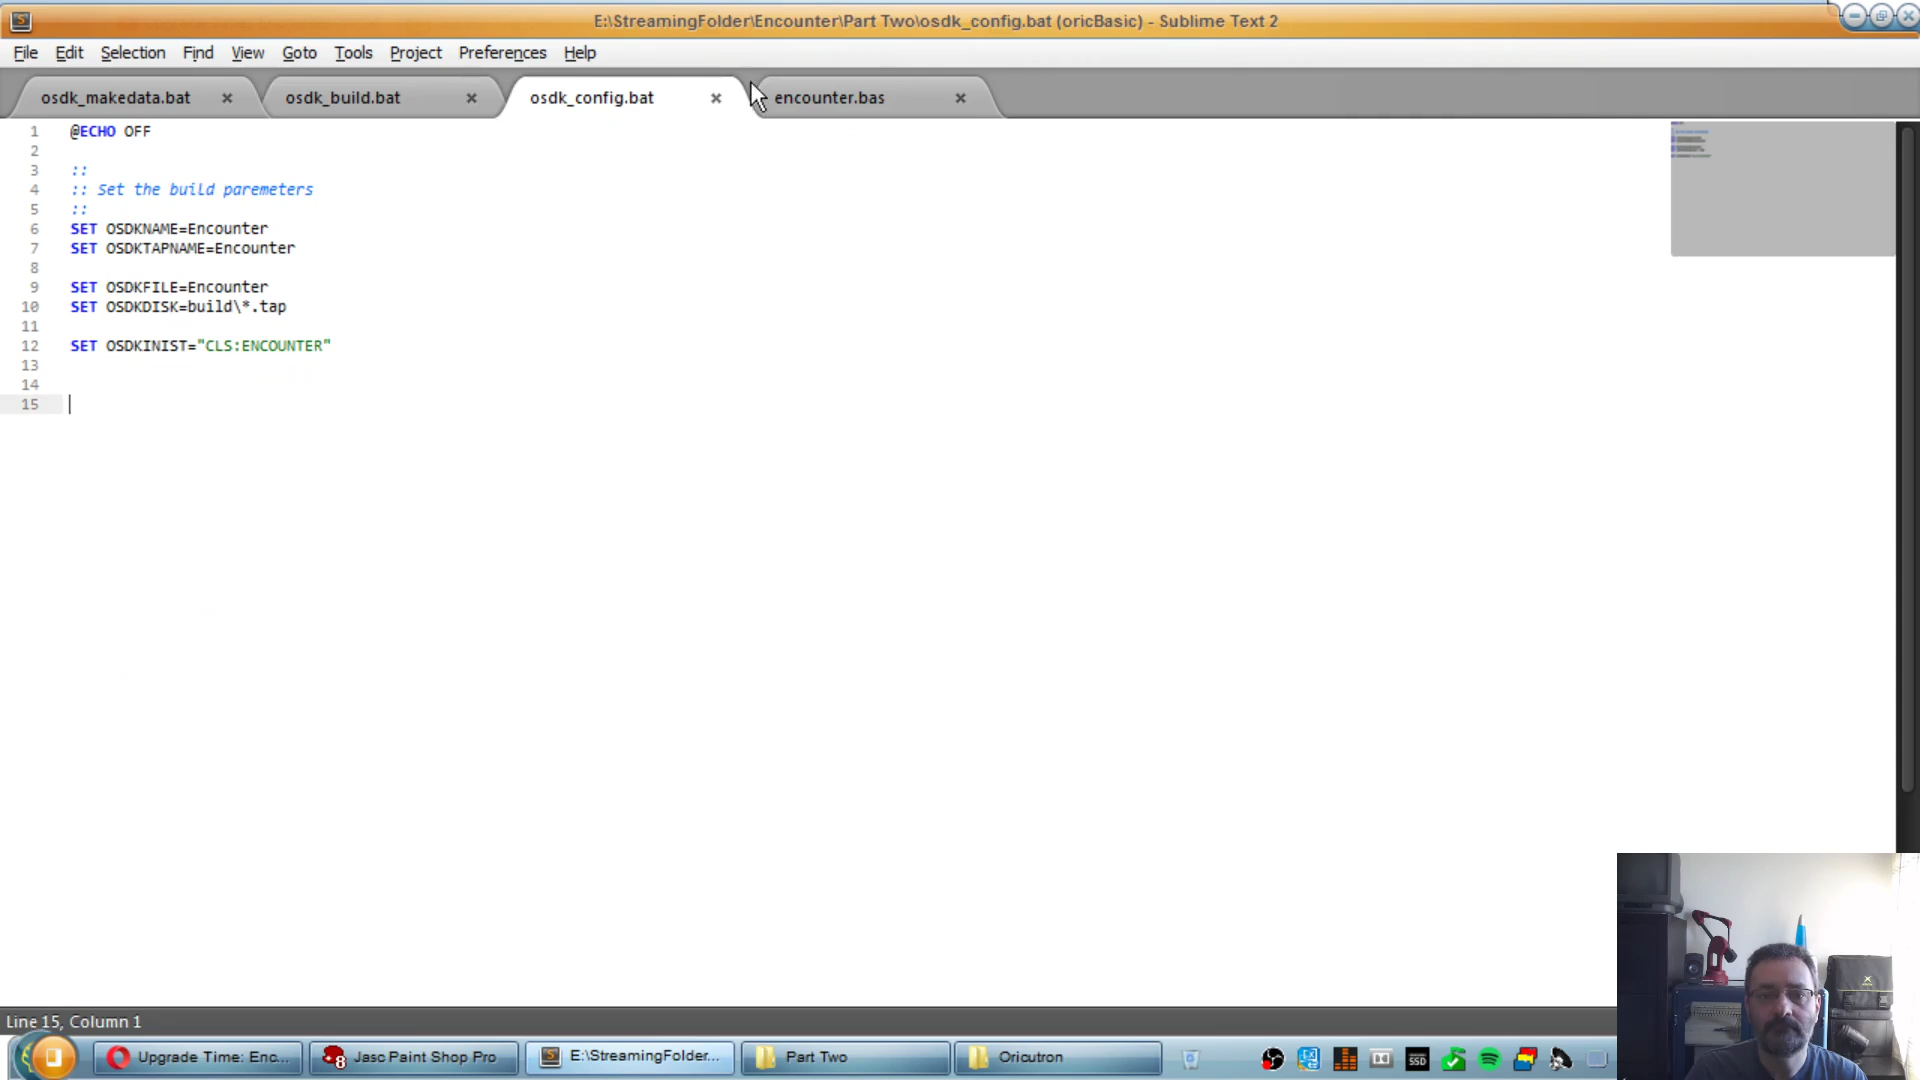 E:\StreamingFolder\Encounter\Part Two\osdk_config.bat (oricBasic) - Sublime Text 2
File Edit Selection Find View Goto Tools Project Preferences Help
osdk_makedata.bat × osdk_build.bat × osdk_config.bat × encounter.bas ×
1 @ECHO OFF
2
3 ::
4 :: Set the build paremeters
5 ::
6 SET OSDKNAME=Encounter
7 SET OSDKTAPNAME=Encounter
8
9 SET OSDKFILE=Encounter
10 SET OSDKDISK=build\*.tap
11
12 SET OSDKINIST="CLS:ENCOUNTER"
13
14
15
Line 15, Column 1
Upgrade Time: Enc... Jasc Paint Shop Pro E:\StreamingFolder... Part Two Oricutron SSD